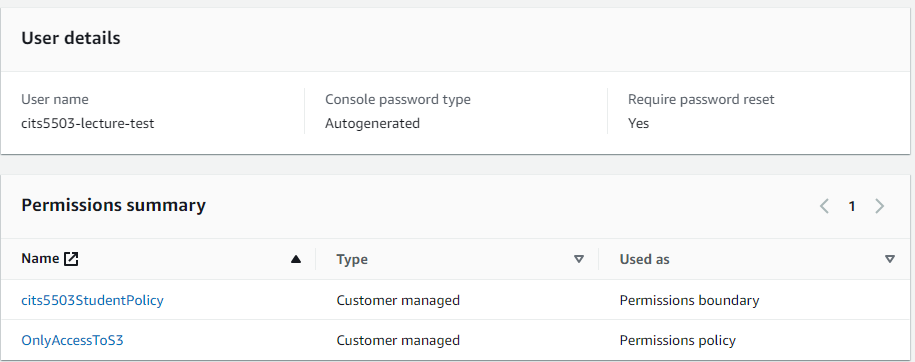 User details
User name
cits5503-lecture-test
Console password type
Autogenerated
Require password reset
Yes
Permissions summary
1
Name Type Used as
cits5503StudentPolicy Customer managed Permissions boundary
OnlyAccessToS3 Customer managed Permissions policy